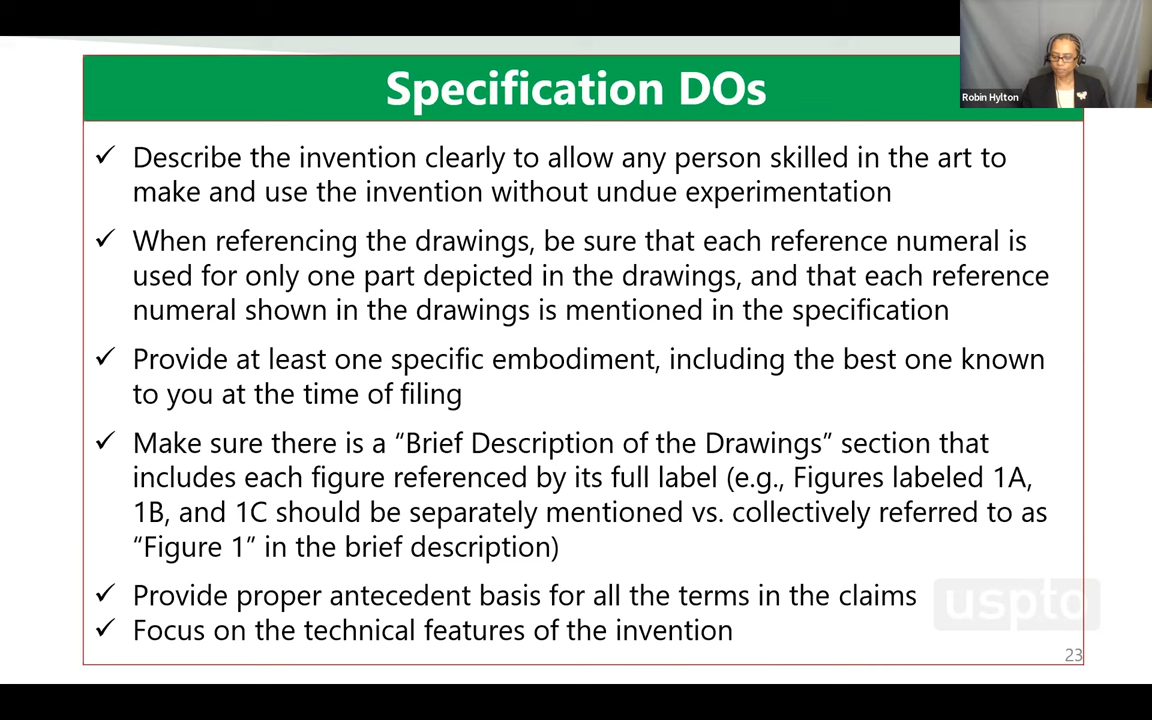 Specification DOs
Robin Hylton
✓ Describe the invention clearly to allow any person skilled in the art to
make and use the invention without undue experimentation
✓ When referencing the drawings, be sure that each reference numeral is
used for only one part depicted in the drawings, and that each reference
numeral shown in the drawings is mentioned in the specification
✓ Provide at least one specific embodiment, including the best one known
to you at the time of filing
✓ Make sure there is a “Brief Description of the Drawings” section that
includes each figure referenced by its full label (e.g., Figures labeled 1A,
1B, and 1C should be separately mentioned vs. collectively referred to as
“Figure 1” in the brief description)
✓ Provide proper antecedent basis for all the terms in the claims
✓ Focus on the technical features of the invention
uspto
23